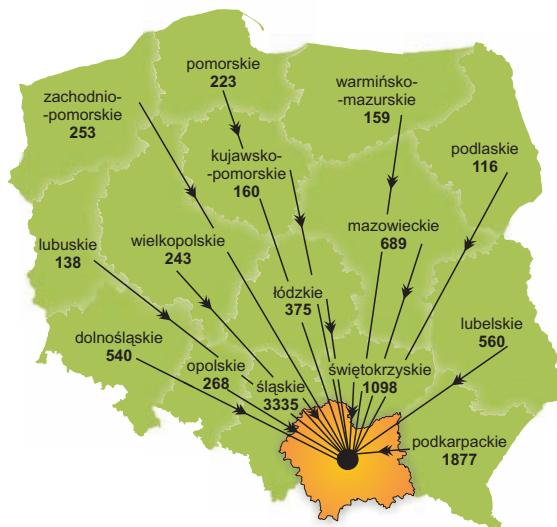 pomorskie
223
warmińsko-
-mazurskie
159
zachodnio-
-pomorskie
253
podlaskie
116
kujawsko-
-pomorskie
160
mazowieckie
689
wielkopolskie
243
lubuskie
138
łódzkie
375
lubelskie
560
dolnośląskie
540
opolskie
268
śląskie
3335
świętokrzyskie
1098
podkarpackie
1877